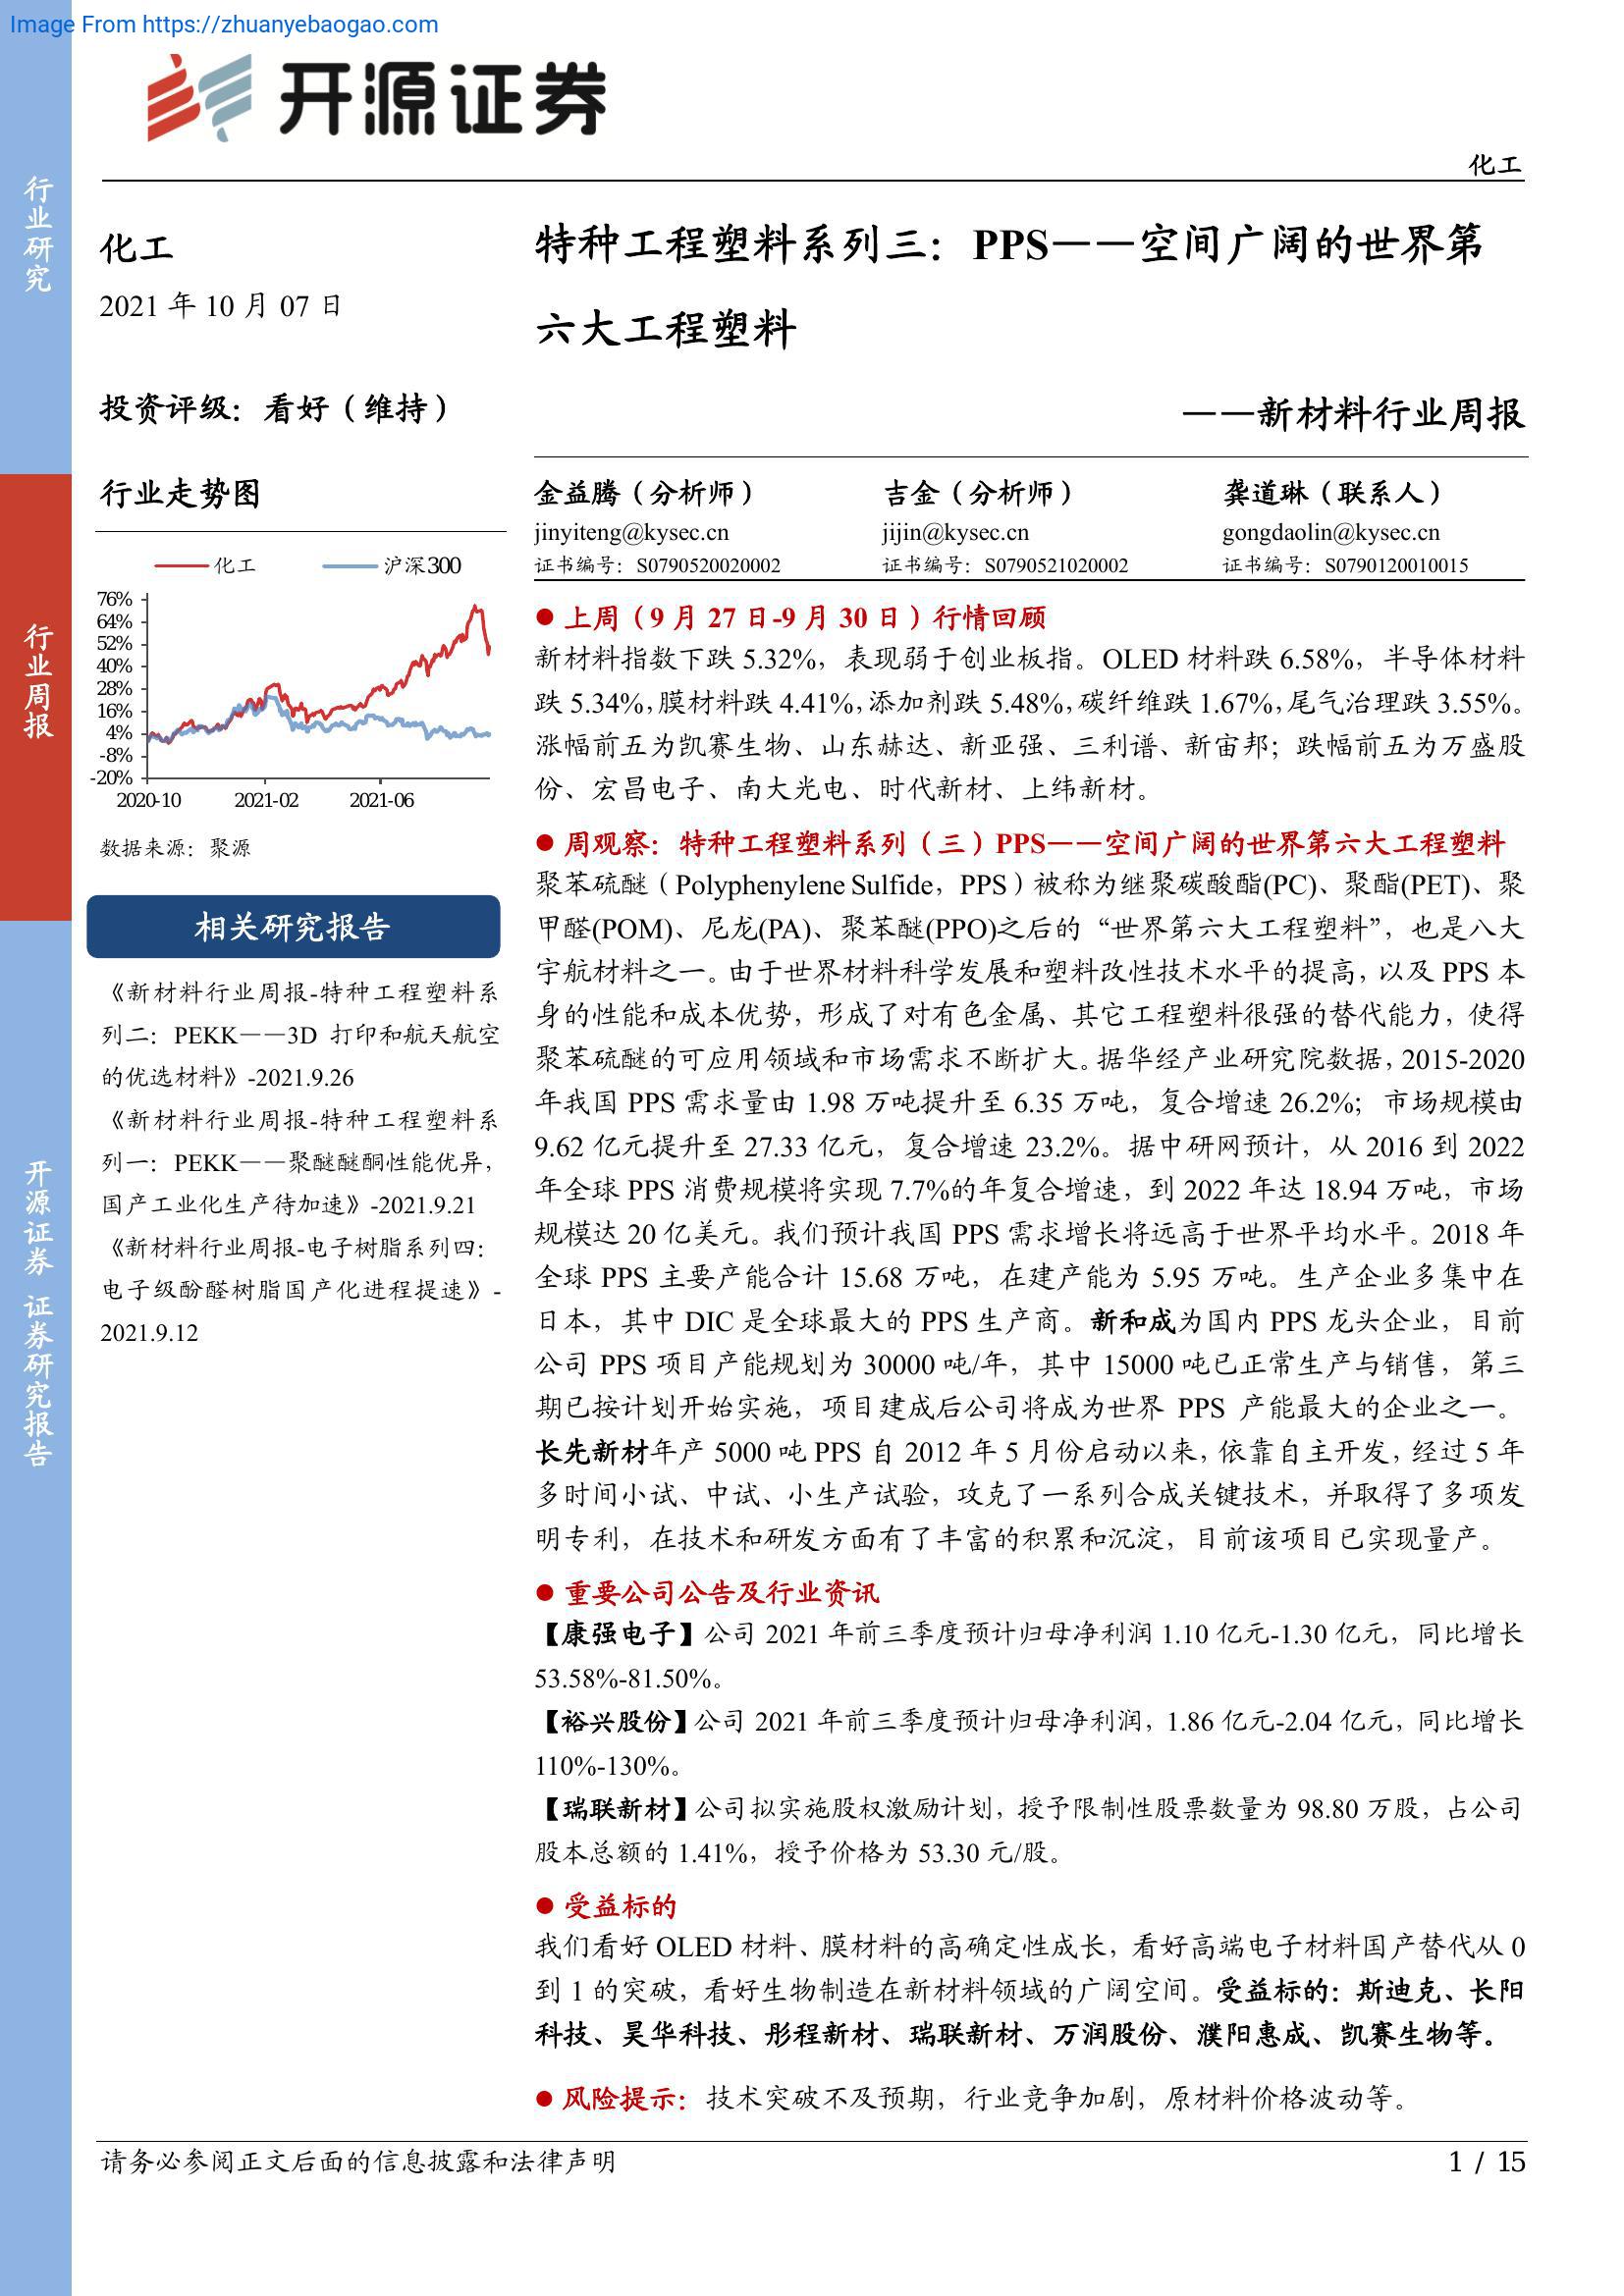 Image From https://zhuanyebaogao.com
开源证券
化工
行业研究
行业周报
开源证券 证券研究报告
化工
2021 年 10 月 07 日
投资评级：看好（维持）
行业走势图
化工 沪深300
76%
64%
52%
40%
28%
16%
4%
-8%
-20%
2020-10 2021-02 2021-06
数据来源：聚源
相关研究报告
《新材料行业周报-特种工程塑料系
列二：PEKK——3D 打印和航天航空
的优选材料》-2021.9.26
《新材料行业周报-特种工程塑料系
列一：PEKK——聚醚醚酮性能优异，
国产工业化生产待加速》-2021.9.21
《新材料行业周报-电子树脂系列四：
电子级酚醛树脂国产化进程提速》-
2021.9.12
特种工程塑料系列三：PPS——空间广阔的世界第
六大工程塑料
——新材料行业周报
金益腾（分析师） 吉金（分析师） 龚道琳（联系人）
jinyiteng@kysec.cn jijin@kysec.cn gongdaolin@kysec.cn
证书编号：S0790520020002 证书编号：S0790521020002 证书编号：S0790120010015
● 上周（9 月 27 日-9 月 30 日）行情回顾
新材料指数下跌 5.32%，表现弱于创业板指。OLED 材料跌 6.58%，半导体材料
跌 5.34%，膜材料跌 4.41%，添加剂跌 5.48%，碳纤维跌 1.67%，尾气治理跌 3.55%。
涨幅前五为凯赛生物、山东赫达、新亚强、三利谱、新宙邦；跌幅前五为万盛股
份、宏昌电子、南大光电、时代新材、上纬新材。
● 周观察：特种工程塑料系列（三）PPS——空间广阔的世界第六大工程塑料
聚苯硫醚（Polyphenylene Sulfide，PPS）被称为继聚碳酸酯(PC)、聚酯(PET)、聚
甲醛(POM)、尼龙(PA)、聚苯醚(PPO)之后的“世界第六大工程塑料”，也是八大
宇航材料之一。由于世界材料科学发展和塑料改性技术水平的提高，以及 PPS 本
身的性能和成本优势，形成了对有色金属、其它工程塑料很强的替代能力，使得
聚苯硫醚的可应用领域和市场需求不断扩大。据华经产业研究院数据，2015-2020
年我国 PPS 需求量由 1.98 万吨提升至 6.35 万吨，复合增速 26.2%；市场规模由
9.62 亿元提升至 27.33 亿元，复合增速 23.2%。据中研网预计，从 2016 到 2022
年全球 PPS 消费规模将实现 7.7%的年复合增速，到 2022 年达 18.94 万吨，市场
规模达 20 亿美元。我们预计我国 PPS 需求增长将远高于世界平均水平。2018 年
全球 PPS 主要产能合计 15.68 万吨，在建产能为 5.95 万吨。生产企业多集中在
日本，其中 DIC 是全球最大的 PPS 生产商。新和成为国内 PPS 龙头企业，目前
公司 PPS 项目产能规划为 30000 吨/年，其中 15000 吨已正常生产与销售，第三
期已按计划开始实施，项目建成后公司将成为世界 PPS 产能最大的企业之一。
长先新材年产 5000 吨 PPS 自 2012 年 5 月份启动以来，依靠自主开发，经过 5 年
多时间小试、中试、小生产试验，攻克了一系列合成关键技术，并取得了多项发
明专利，在技术和研发方面有了丰富的积累和沉淀，目前该项目已实现量产。
● 重要公司公告及行业资讯
【康强电子】公司 2021 年前三季度预计归母净利润 1.10 亿元-1.30 亿元，同比增长
53.58%-81.50%。
【裕兴股份】公司 2021 年前三季度预计归母净利润，1.86 亿元-2.04 亿元，同比增长
110%-130%。
【瑞联新材】公司拟实施股权激励计划，授予限制性股票数量为 98.80 万股，占公司
股本总额的 1.41%，授予价格为 53.30 元/股。
● 受益标的
我们看好 OLED 材料、膜材料的高确定性成长，看好高端电子材料国产替代从 0
到 1 的突破，看好生物制造在新材料领域的广阔空间。受益标的：斯迪克、长阳
科技、昊华科技、彤程新材、瑞联新材、万润股份、濮阳惠成、凯赛生物等。
● 风险提示：技术突破不及预期，行业竞争加剧，原材料价格波动等。
请务必参阅正文后面的信息披露和法律声明
1 / 15